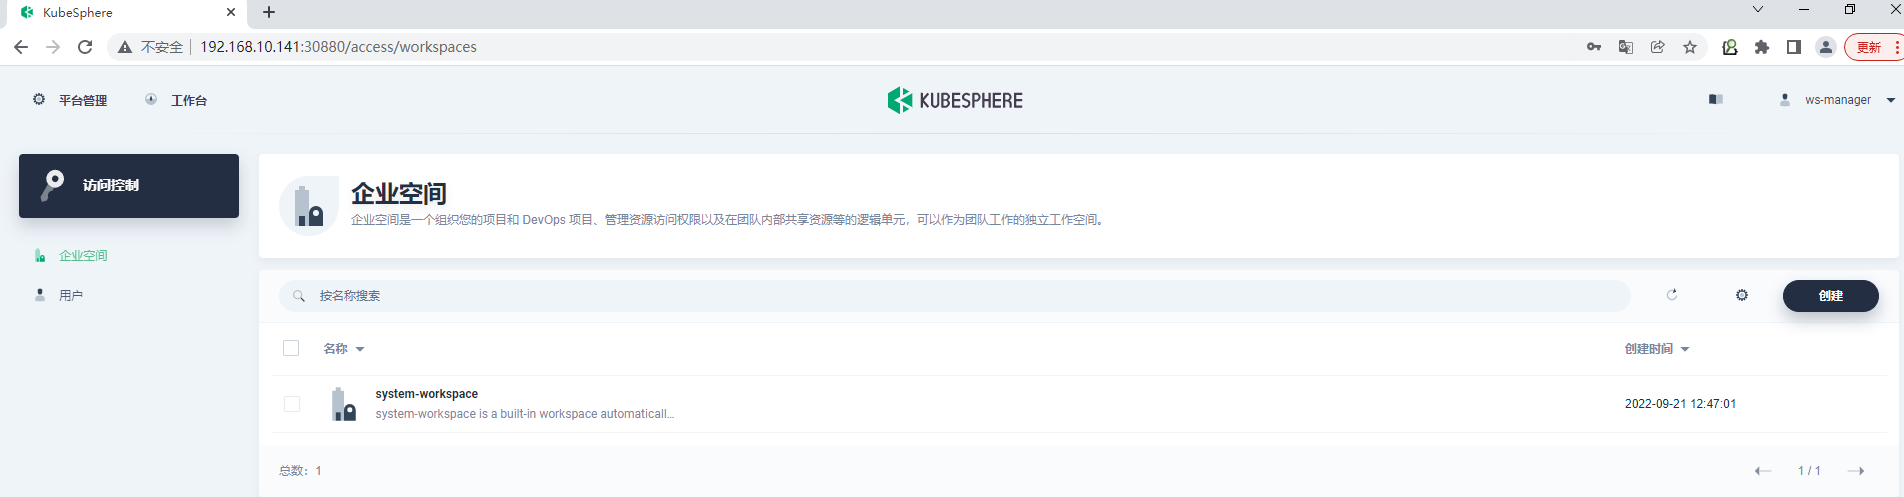 KubeSphere
不安全 192.168.10.141:30880/access/workspaces
更新
平台管理 工作台
KUBESPHERE
ws-manager
访问控制
企业空间
用户
企业空间
企业空间是一个组织您的项目和 DevOps 项目、管理资源访问权限以及在团队内部共享资源等的逻辑单元，可以作为团队工作的独立工作空间。
按名称搜索
创建
名称 创建时间
system-workspace
system-workspace is a built-in workspace automaticall...
2022-09-21 12:47:01
总数：1
1 / 1